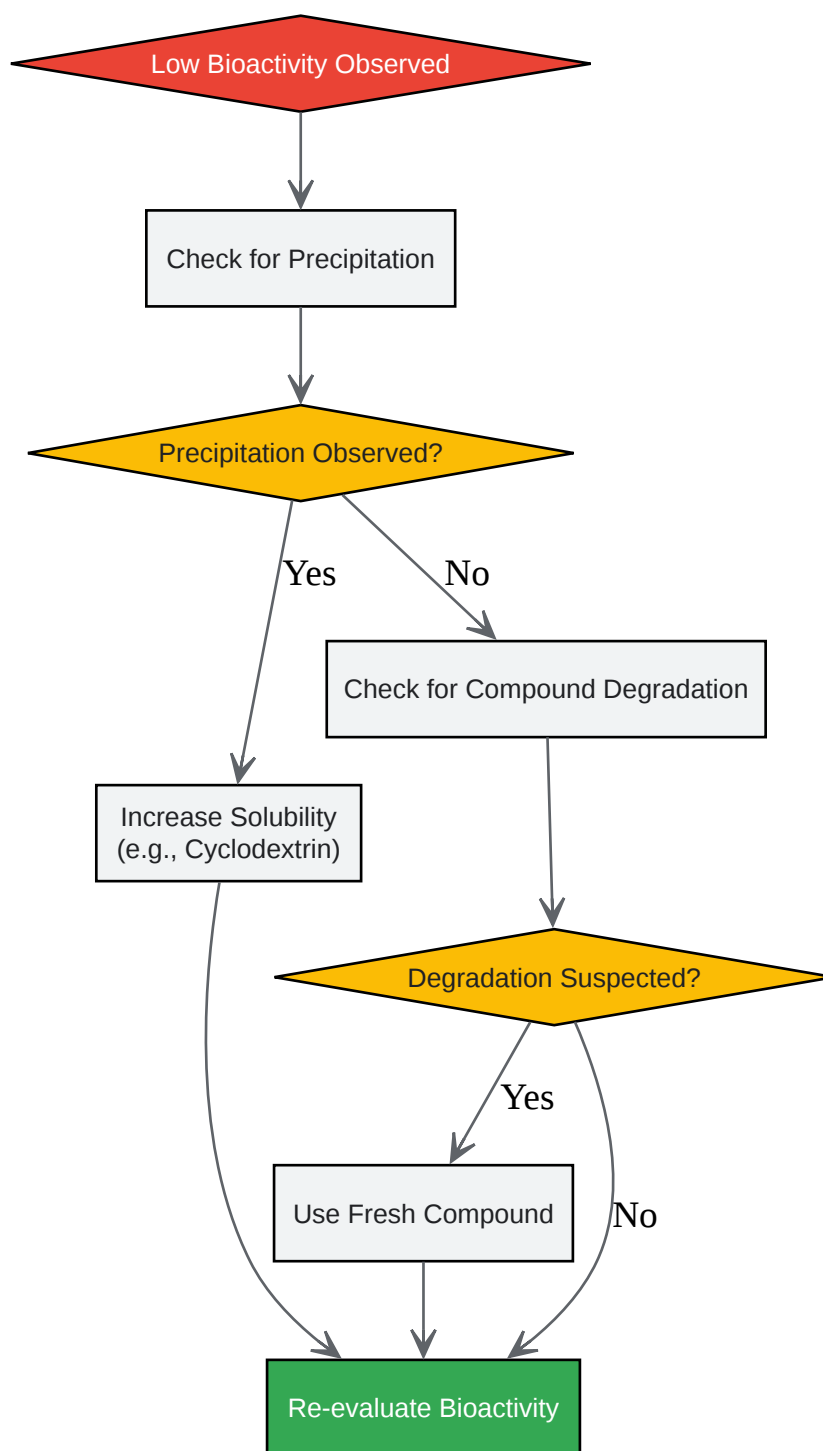 Low Bioactivity Observed
Check for Precipitation
Precipitation Observed?
Yes
No
Check for Compound Degradation
Increase Solubility
(e.g., Cyclodextrin)
Degradation Suspected?
Yes
Use Fresh Compound
No
Re-evaluate Bioactivity